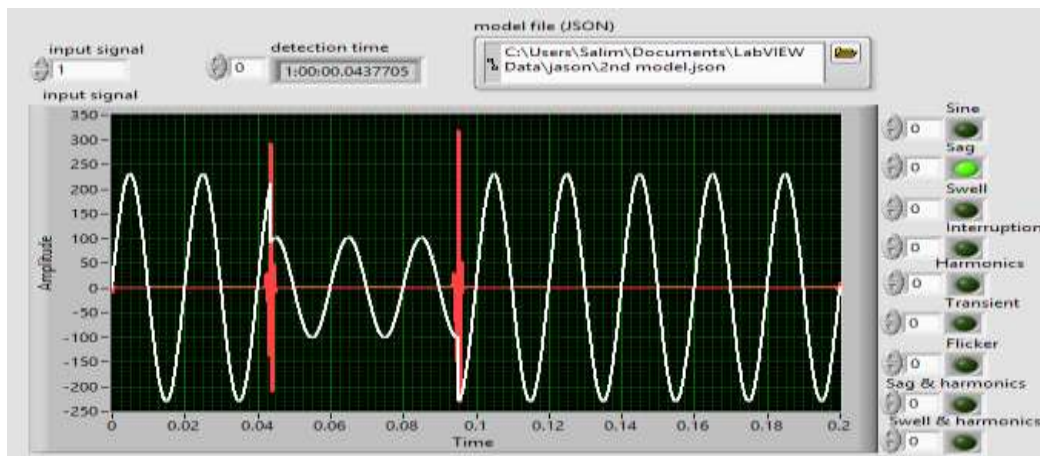 model file (JSON)
input signal
1
detection time
0
1:00:00.0437705
C:\Users\Salim\Documents\LabVIEW
Data\jason\2nd model.json
input signal
350
300
250
200
150
100
50
0
-50
-100
-150
-200
-250
Amplitude
0
0.02
0.04
0.06
0.08
0.1
0.12
0.14
0.16
0.18
0.2
Time
Sine
0
Sag
0
Swell
0
Interruption
0
Harmonics
0
Transient
0
Flicker
0
Sag & harmonics
0
Swell & harmonics
0